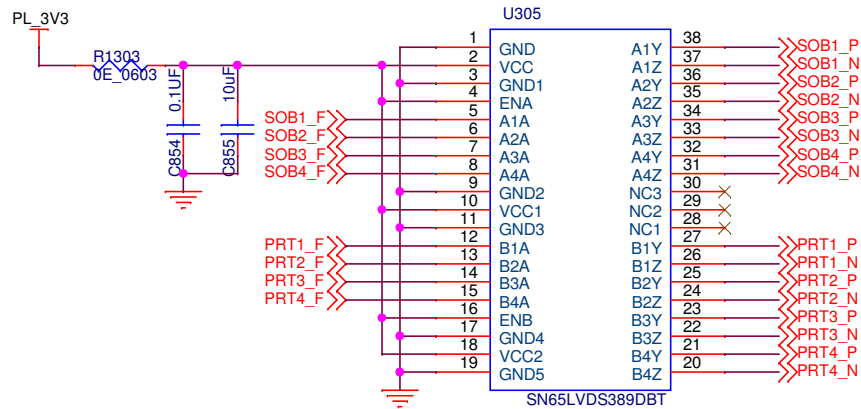 PL_3V3
R1303
0E_0603
0.1UF
C854
10uF
C855
U305
1 GND A1Y 38 SOB1_P
2 VCC A1Z 37 SOB1_N
3 GND1 A2Y 36 SOB2_P
4 ENA A2Z 35 SOB2_N
SOB1_F 5 A1A A3Y 34 SOB3_P
SOB2_F 6 A2A A3Z 33 SOB3_N
SOB3_F 7 A3A A4Y 32 SOB4_P
SOB4_F 8 A4A A4Z 31 SOB4_N
9 GND2 NC3 30
10 VCC1 NC2 29
11 GND3 NC1 28
PRT1_F 12 B1A B1Y 27 PRT1_P
PRT2_F 13 B2A B1Z 26 PRT1_N
PRT3_F 14 B3A B2Y 25 PRT2_P
PRT4_F 15 B4A B2Z 24 PRT2_N
16 ENB B3Y 23 PRT3_P
17 GND4 B3Z 22 PRT3_N
18 VCC2 B4Y 21 PRT4_P
19 GND5 B4Z 20 PRT4_N
SN65LVDS389DBT